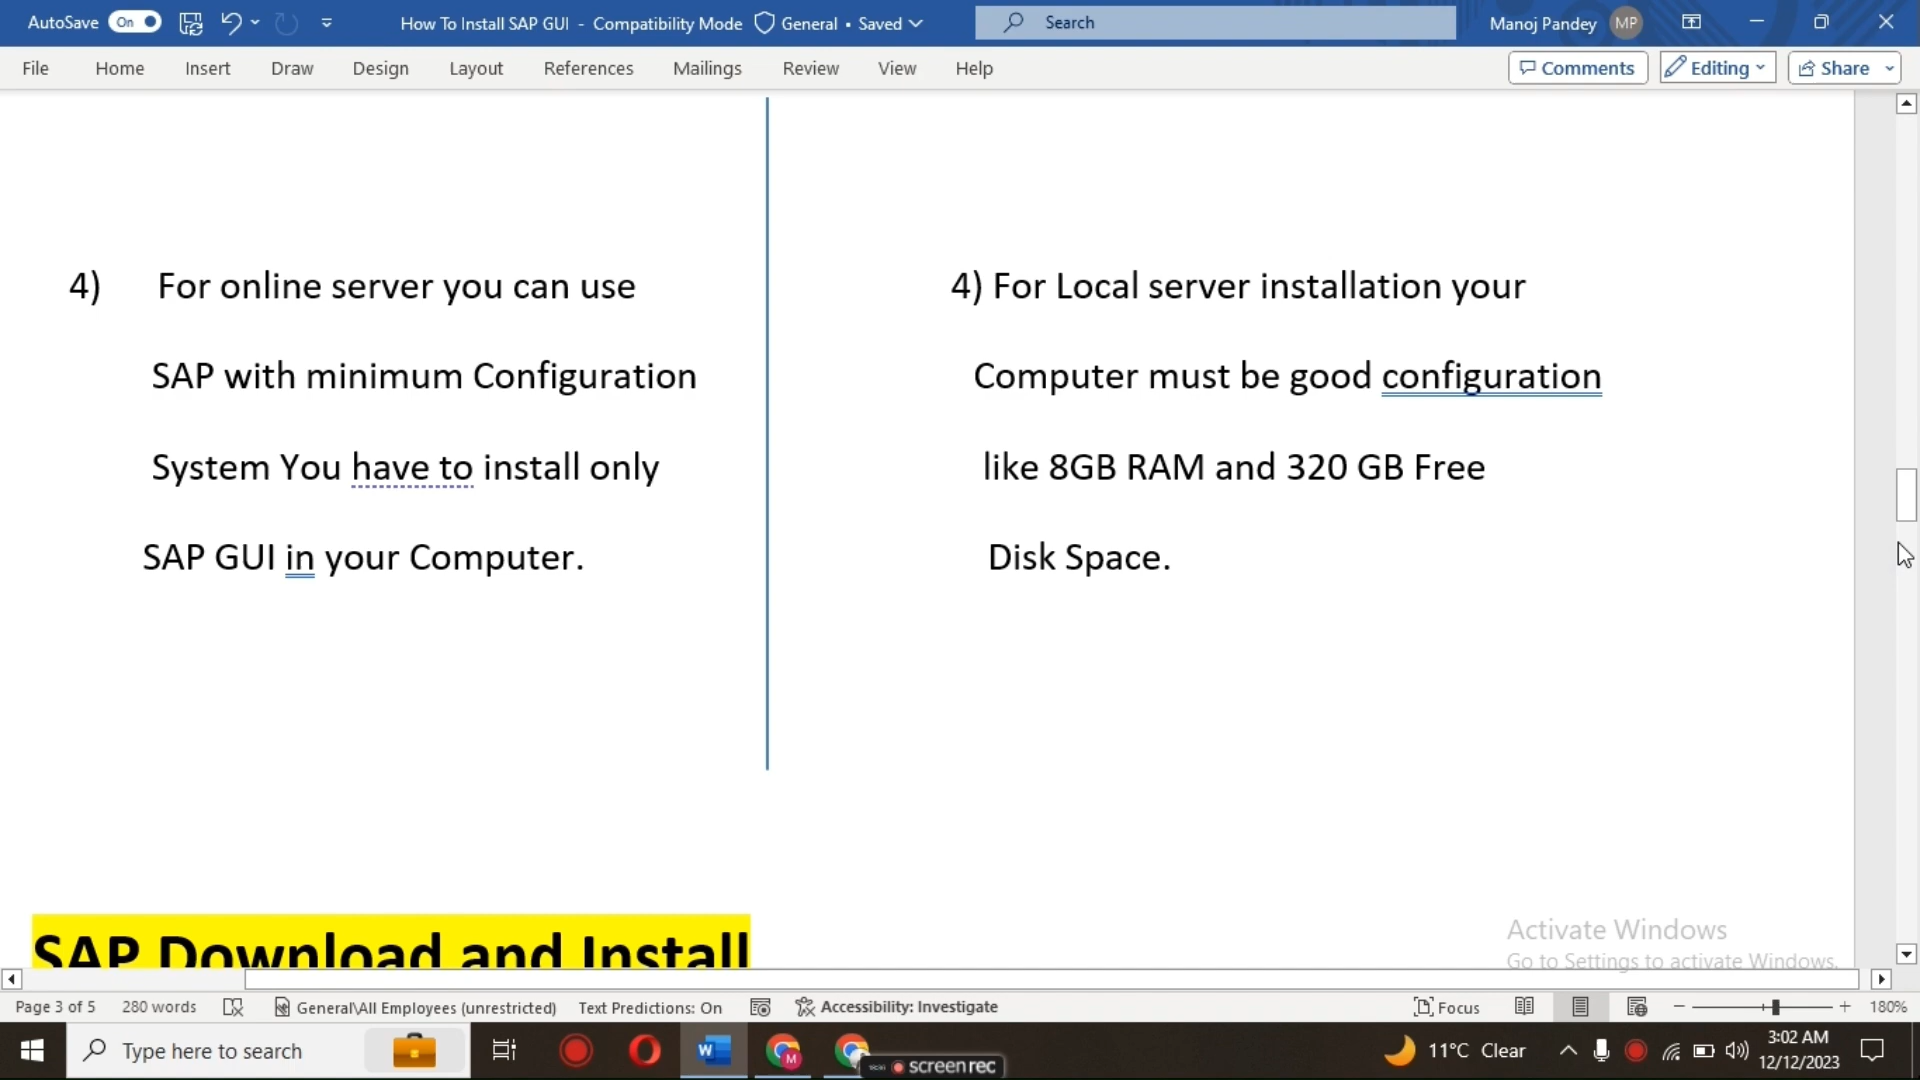 AutoSave On How To Install SAP GUI - Compatibility Mode General • Saved Search Manoj Pandey MP
File Home Insert Draw Design Layout References Mailings Review View Help Comments Editing Share
4) For online server you can use
SAP with minimum Configuration
System You have to install only
SAP GUI in your Computer.
4) For Local server installation your
Computer must be good configuration
like 8GB RAM and 320 GB Free
Disk Space.
SAP Download and Install
Activate Windows
Go to Settings to activate Windows.
Page 3 of 5 280 words General\All Employees (unrestricted) Text Predictions: On Accessibility: Investigate Focus 180%
Type here to search W M screenrec 11°C Clear 3:02 AM
12/12/2023